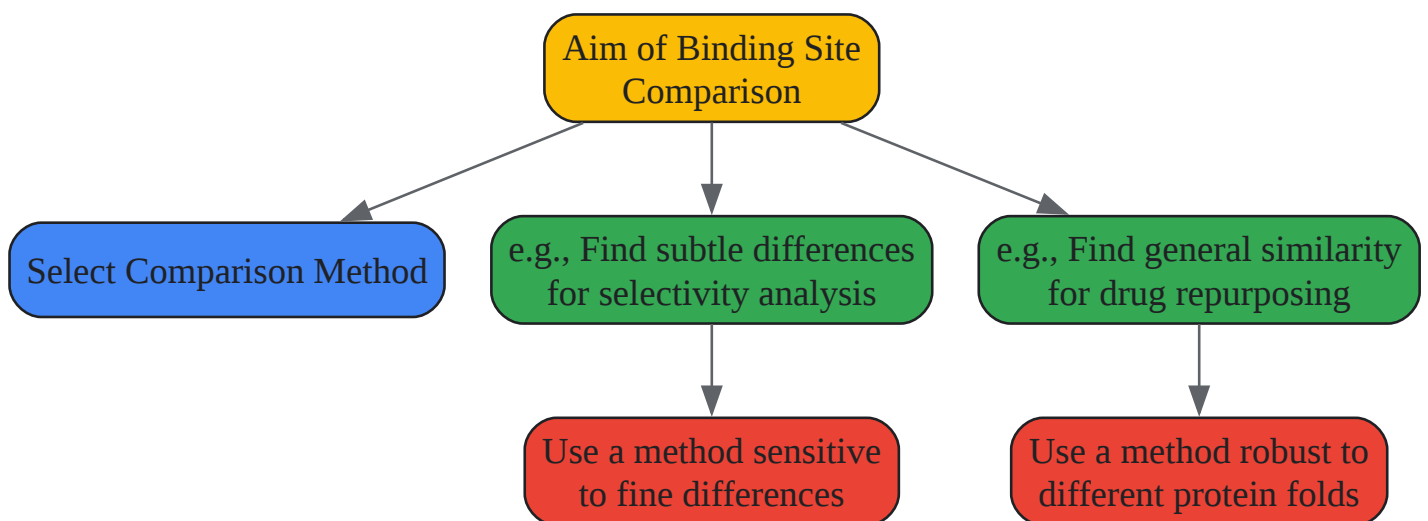 Aim of Binding Site
Comparison
Select Comparison Method
e.g., Find subtle differences
for selectivity analysis
e.g., Find general similarity
for drug repurposing
Use a method sensitive
to fine differences
Use a method robust to
different protein folds